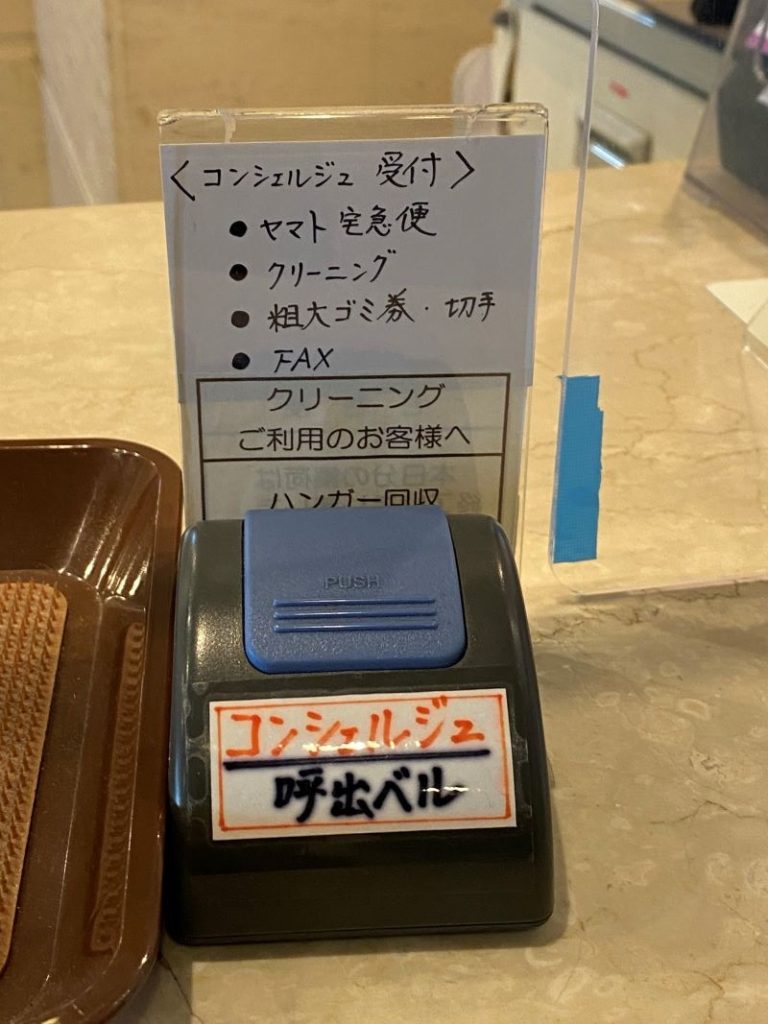 <コンシェルジュ 受付>
● ヤマト 宅急便
● クリーニング
● 粗大ゴミ券・切手
● FAX
クリーニング
ご利用のお客様へ
ハンガー回収
PUSH
コンシェルジュ
呼出ベル